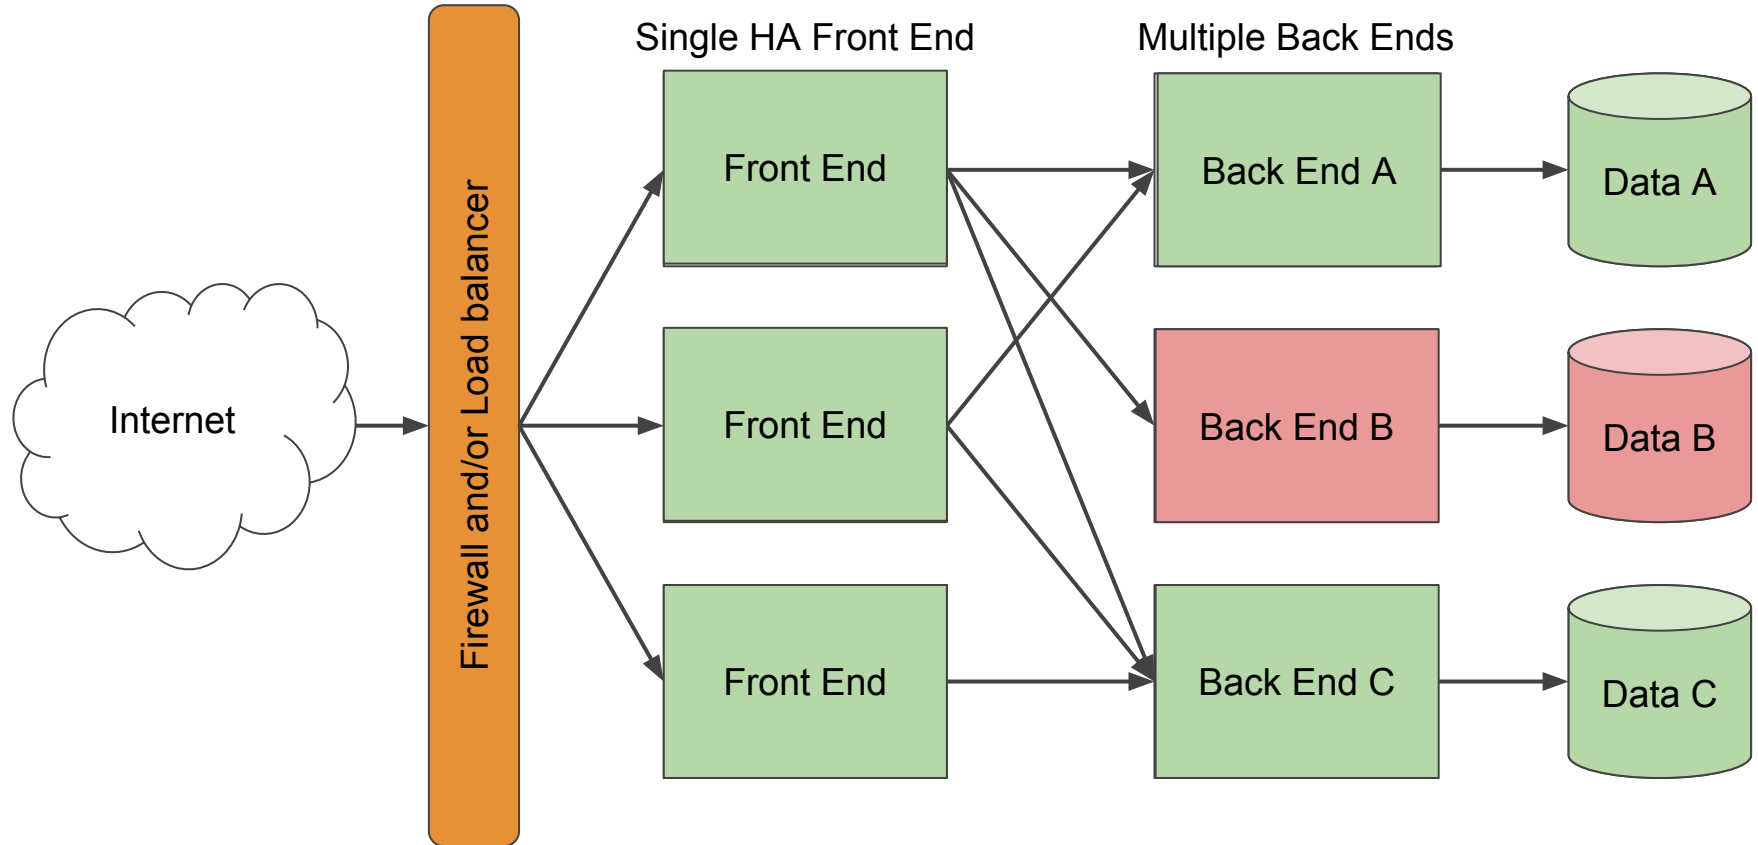 Single HA Front End
Multiple Back Ends
Internet
Firewall and/or Load balancer
Front End
Back End A
Data A
Front End
Back End B
Data B
Front End
Back End C
Data C